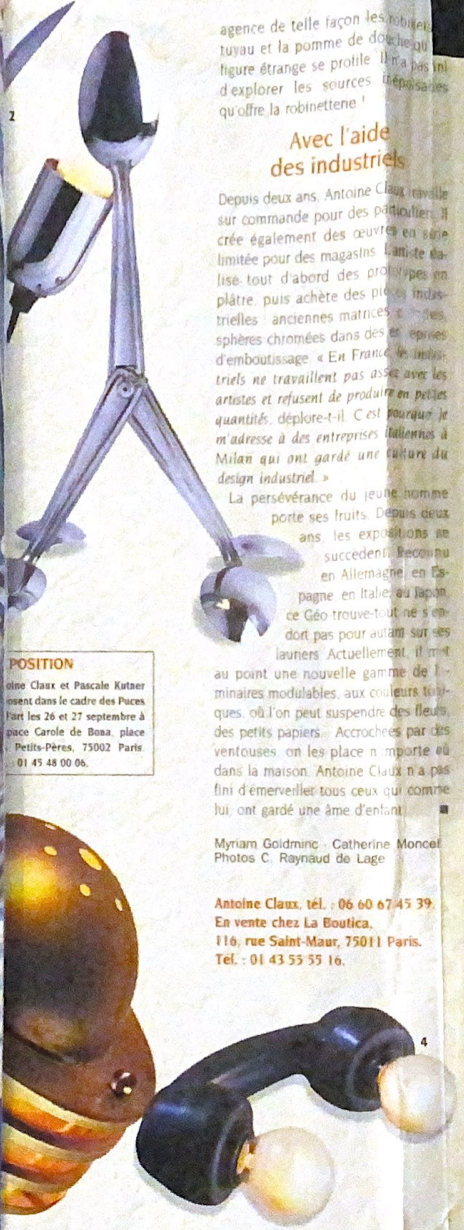 2
agence de telle façon les robinets,
tuyau et la pomme de douche qu'
figure étrange se profile. Il n'a pas ini
d'explorer les sources inépuisables
qu'offre la robinetterie !
Avec l'aide
des industriels
Depuis deux ans, Antoine Claux travaille
sur commande pour des particuliers. Il
crée également des œuvres en série
limitée pour des magasins. L'artiste éa-
lise tout d'abord des prototypes en
plâtre, puis achète des pièces indus-
trielles : anciennes matrices
sphères chromées dans des
d'emboutissage. « En France, les indus-
triels ne travaillent pas assez avec les
artistes et refusent de produire en petites
quantités, déplore-t-il. C'est pourquoi je
m'adresse à des entreprises italiennes à
Milan qui ont gardé une culture du
design industriel. »
La persévérance du jeune homme
porte ses fruits. Depuis deux
ans, les expositions se
succèdent. Reconnu
en Allemagne, en Es-
pagne, en Italie, au Japon,
ce Géo-trouve-tout ne s'en-
dort pas pour autant sur ses
lauriers. Actuellement, il met
au point une nouvelle gamme de l -
minaires modulables, aux couleurs toni-
ques, où l'on peut suspendre des fleurs,
des petits papiers... Accrochées par des
ventouses, on les place n'importe où
dans la maison. Antoine Claux n'a pas
fini d'émerveiller tous ceux qui comme
lui, ont gardé une âme d'enfant. ■
Myriam Goldminc - Catherine Moncef
Photos C. Raynaud de Lage
Antoine Claux, tél. : 06 60 67 45 39.
En vente chez La Boutica,
116, rue Saint-Maur, 75011 Paris.
Tél. : 01 43 55 55 16.
POSITION
oine Claux et Pascale Kutner
osent dans le cadre des Puces
l'art les 26 et 27 septembre à
pace Carole de Bona, place
Petits-Pères, 75002 Paris.
01 45 48 00 06.
4